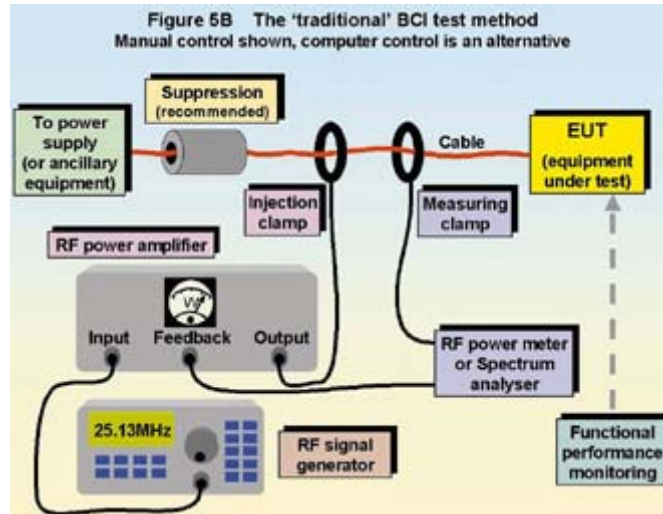 Figure 5B The 'traditional' BCI test method
Manual control shown, computer control is an alternative
Suppression
(recommended)
To power
supply
(or ancillary
equipment)
Cable
EUT
(equipment
under test)
Injection
clamp
Measuring
clamp
RF power amplifier
W
Input Feedback Output
RF power meter
or Spectrum
analyser
25.13MHz
RF signal
generator
Functional
performance
monitoring